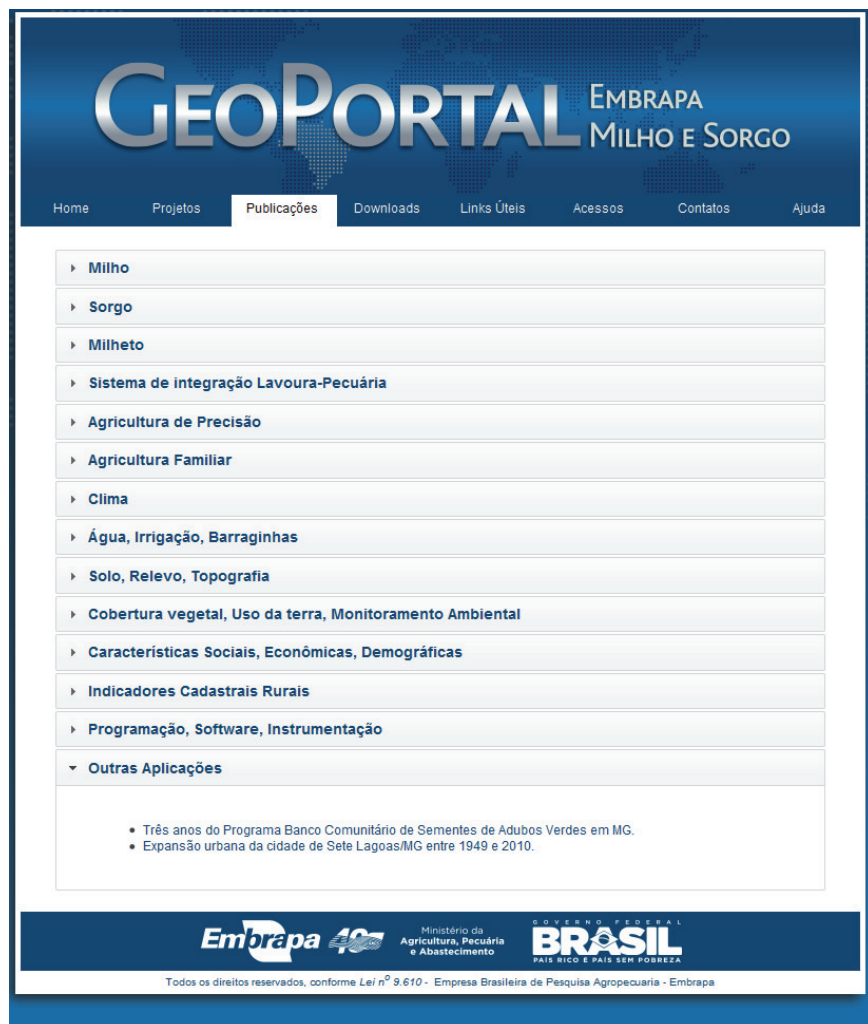 GEOPORTAL
EMBRAPA
MILHO E SORGO
Home Projetos Publicações Downloads Links Úteis Acessos Contatos Ajuda
Milho
Sorgo
Milheto
Sistema de integração Lavoura-Pecuária
Agricultura de Precisão
Agricultura Familiar
Clima
Água, Irrigação, Barraginhas
Solo, Relevo, Topografia
Cobertura vegetal, Uso da terra, Monitoramento Ambiental
Características Sociais, Econômicas, Demográficas
Indicadores Cadastrais Rurais
Programação, Software, Instrumentação
Outras Aplicações
Três anos do Programa Banco Comunitário de Sementes de Adubos Verdes em MG.
Expansão urbana da cidade de Sete Lagoas/MG entre 1949 e 2010.
Embrapa 40
Ministério da
Agricultura, Pecuária
e Abastecimento
GOVERNO FEDERAL
BRASIL
PAÍS RICO É PAÍS SEM POBREZA
Todos os direitos reservados, conforme Lei nº 9.610 - Empresa Brasileira de Pesquisa Agropecuaria - Embrapa